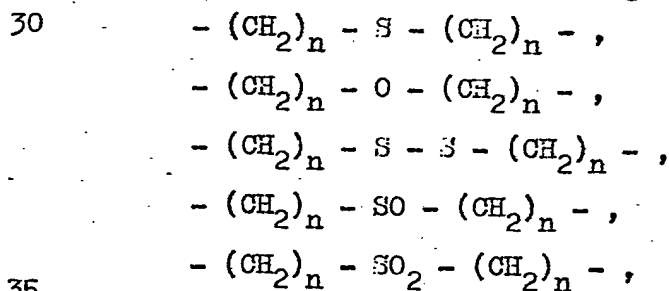 30 - (CH₂)ₙ - S - (CH₂)ₙ - ,
- (CH₂)ₙ - O - (CH₂)ₙ - ,
- (CH₂)ₙ - S - S - (CH₂)ₙ - ,
- (CH₂)ₙ - SO - (CH₂)ₙ - ,
35 - (CH₂)ₙ - SO₂ - (CH₂)ₙ - ,